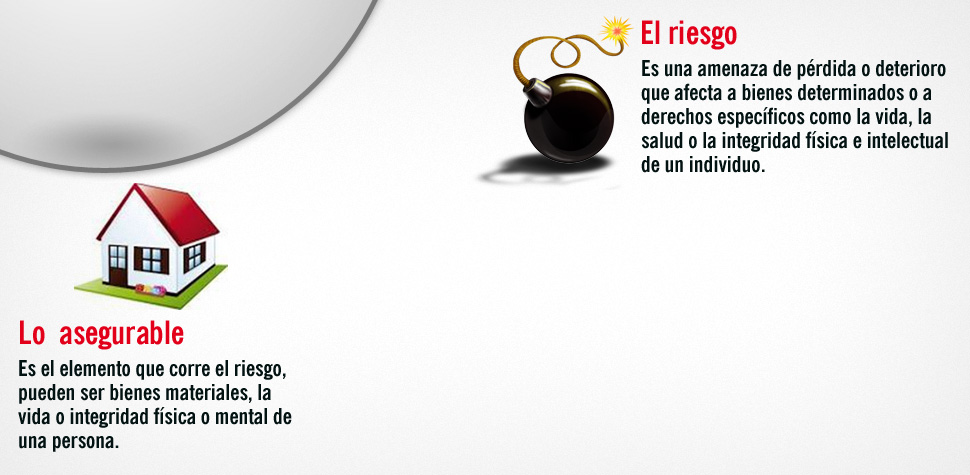 El riesgo
Es una amenaza de pérdida o deterioro
que afecta a bienes determinados o a
derechos específicos como la vida, la
salud o la integridad física e intelectual
de un individuo.
Lo asegurable
Es el elemento que corre el riesgo,
pueden ser bienes materiales, la
vida o integridad física o mental de
una persona.